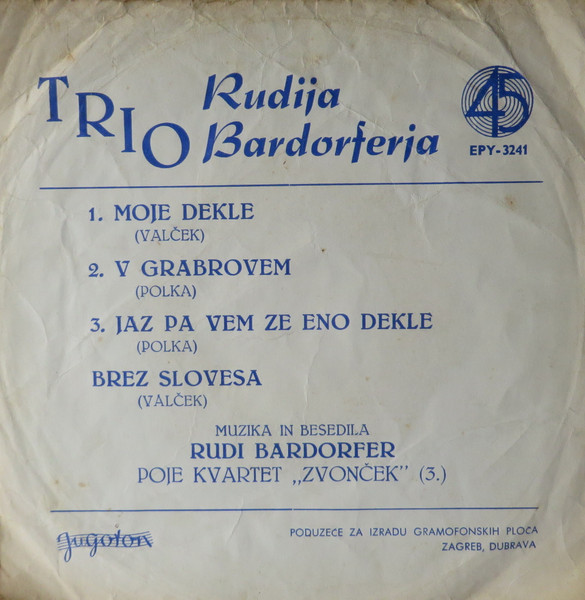 TRIO Rudija
Bardorferja
45
EPY-3241
1. MOJE DEKLE
(VALČEK)
2. V GRABROVEM
(POLKA)
3. JAZ PA VEM ZE ENO DEKLE
(POLKA)
BREZ SLOVESA
(VALČEK)
MUZIKA IN BESEDILA
RUDI BARDORFER
POJE KVARTET „ZVONČEK” (3.)
jugoton
PODUZECE ZA IZRADU GRAMOFONSKIH PLOČA
ZAGREB, DUBRAVA